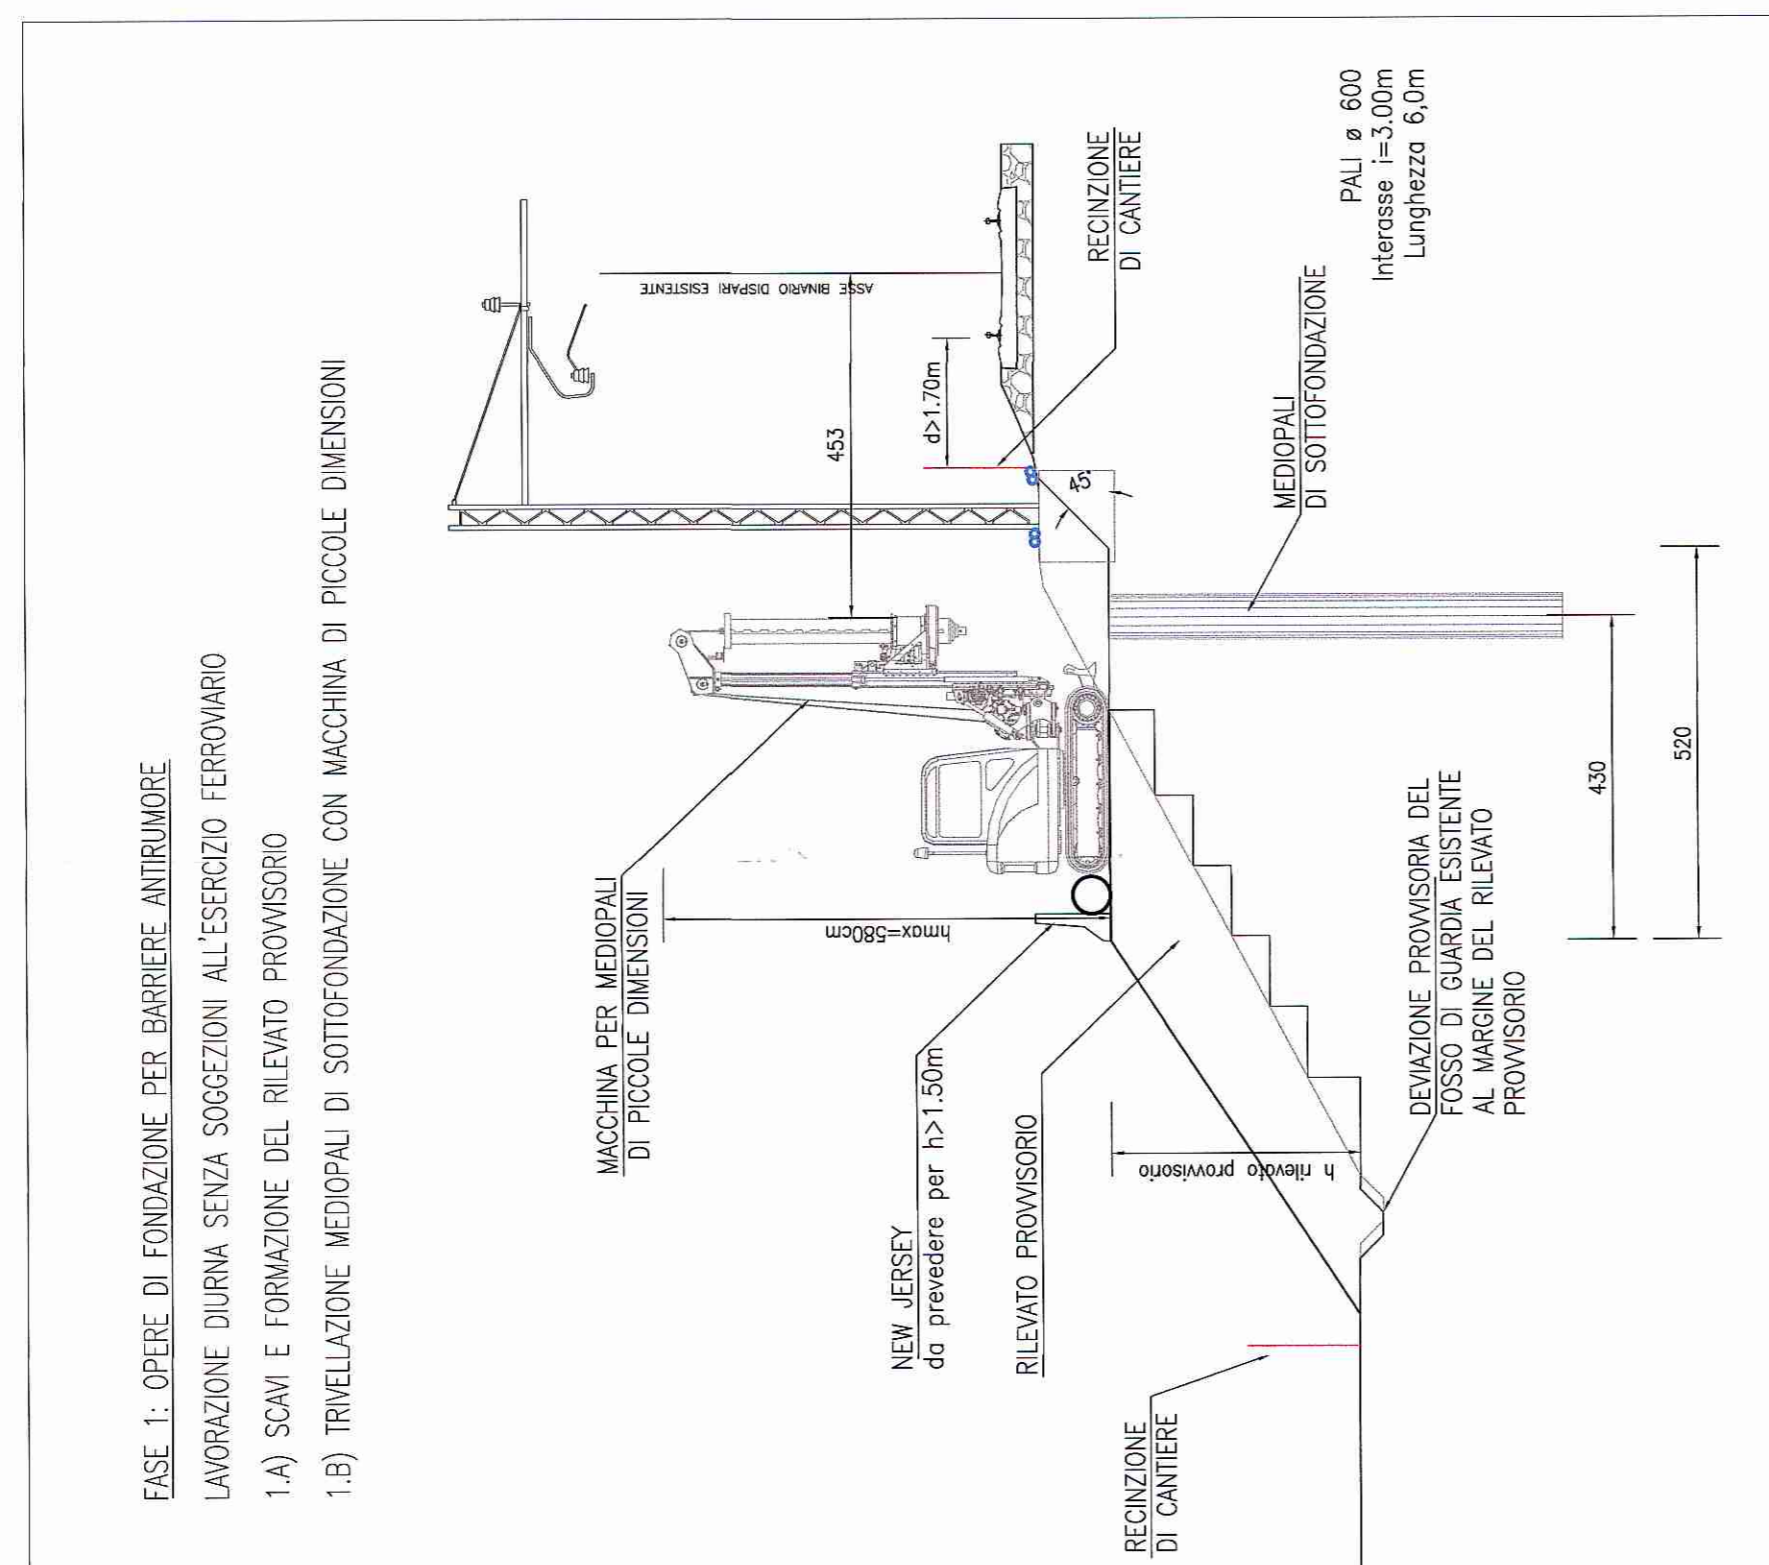 FASE 1: OPERE DI FONDAZIONE PER BARRIERE ANTIRUMORE
LAVORAZIONE DIURNA SENZA SOGGEZIONI ALL'ESERCIZIO FERROVIARIO
1.A) SCAVI E FORMAZIONE DEL RILEVATO PROVVISORIO
1.B) TRIVELLAZIONE MEDIOPALI DI SOTTOFONDAZIONE CON MACCHINA DI PICCOLE DIMENSIONI
MACCHINA PER MEDIOPALI
DI PICCOLE DIMENSIONI
hmax=580cm
ASSE BINARIO DISPARI ESISTENTE
453
d>1.70m
NEW JERSEY
da prevedere per h>1.50m
RILEVATO PROVVISORIO
45°
RECINZIONE
DI CANTIERE
h rilevato provvisorio
RECINZIONE
DI CANTIERE
MEDIOPALI
DI SOTTOFONDAZIONE
PALI ø 600
Interasse i=3.00m
Lunghezza 6,0m
DEVIAZIONE PROVVISORIA DEL
FOSSO DI GUARDIA ESISTENTE
AL MARGINE DEL RILEVATO
PROVVISORIO
430
520